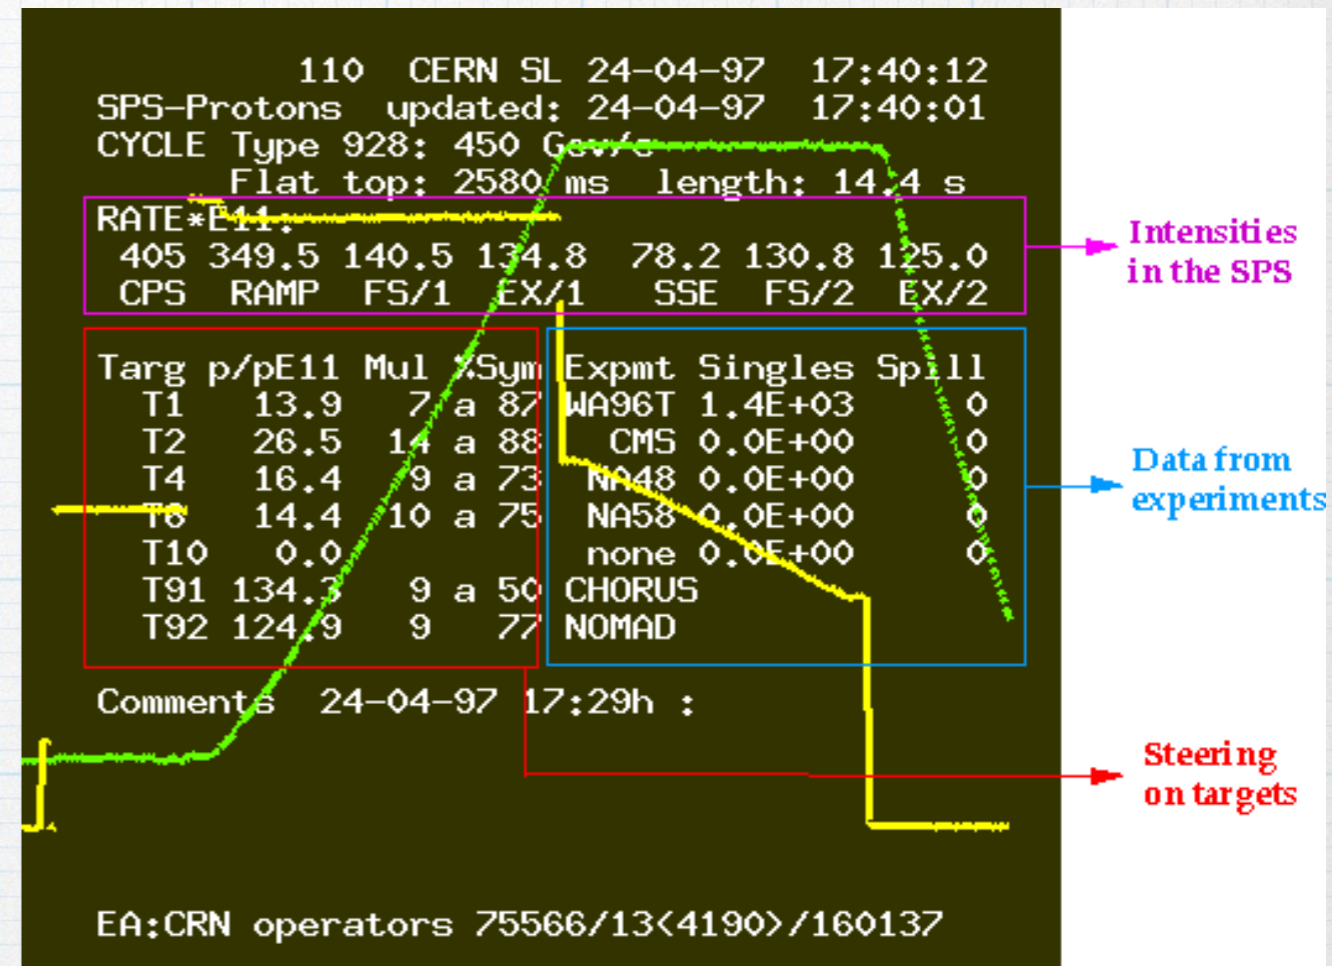 110 CERN SL 24-04-97 17:40:12
SPS-Protons updated: 24-04-97 17:40:01
CYCLE Type 928: 450 Gev/c
Flat top: 2580 ms length: 14.4 s
RATE*E11:
405 349.5 140.5 134.8 78.2 130.8 125.0
CPS RAMP FS/1 EX/1 SSE FS/2 EX/2
Intensities
in the SPS
Targ p/pE11 Mul %Sym Expmt Singles Spill
T1 13.9 7 a 87 WA96T 1.4E+03 0
T2 26.5 14 a 88 CMS 0.0E+00 0
T4 16.4 9 a 73 NA48 0.0E+00 0
T6 14.4 10 a 75 NA58 0.0E+00 0
T10 0.0 none 0.0E+00 0
T91 134.3 9 a 50 CHORUS
T92 124.9 9 77 NOMAD
Data from
experiments
Comments 24-04-97 17:29h :
Steering
on targets
EA:CRN operators 75566/13(4190)/160137